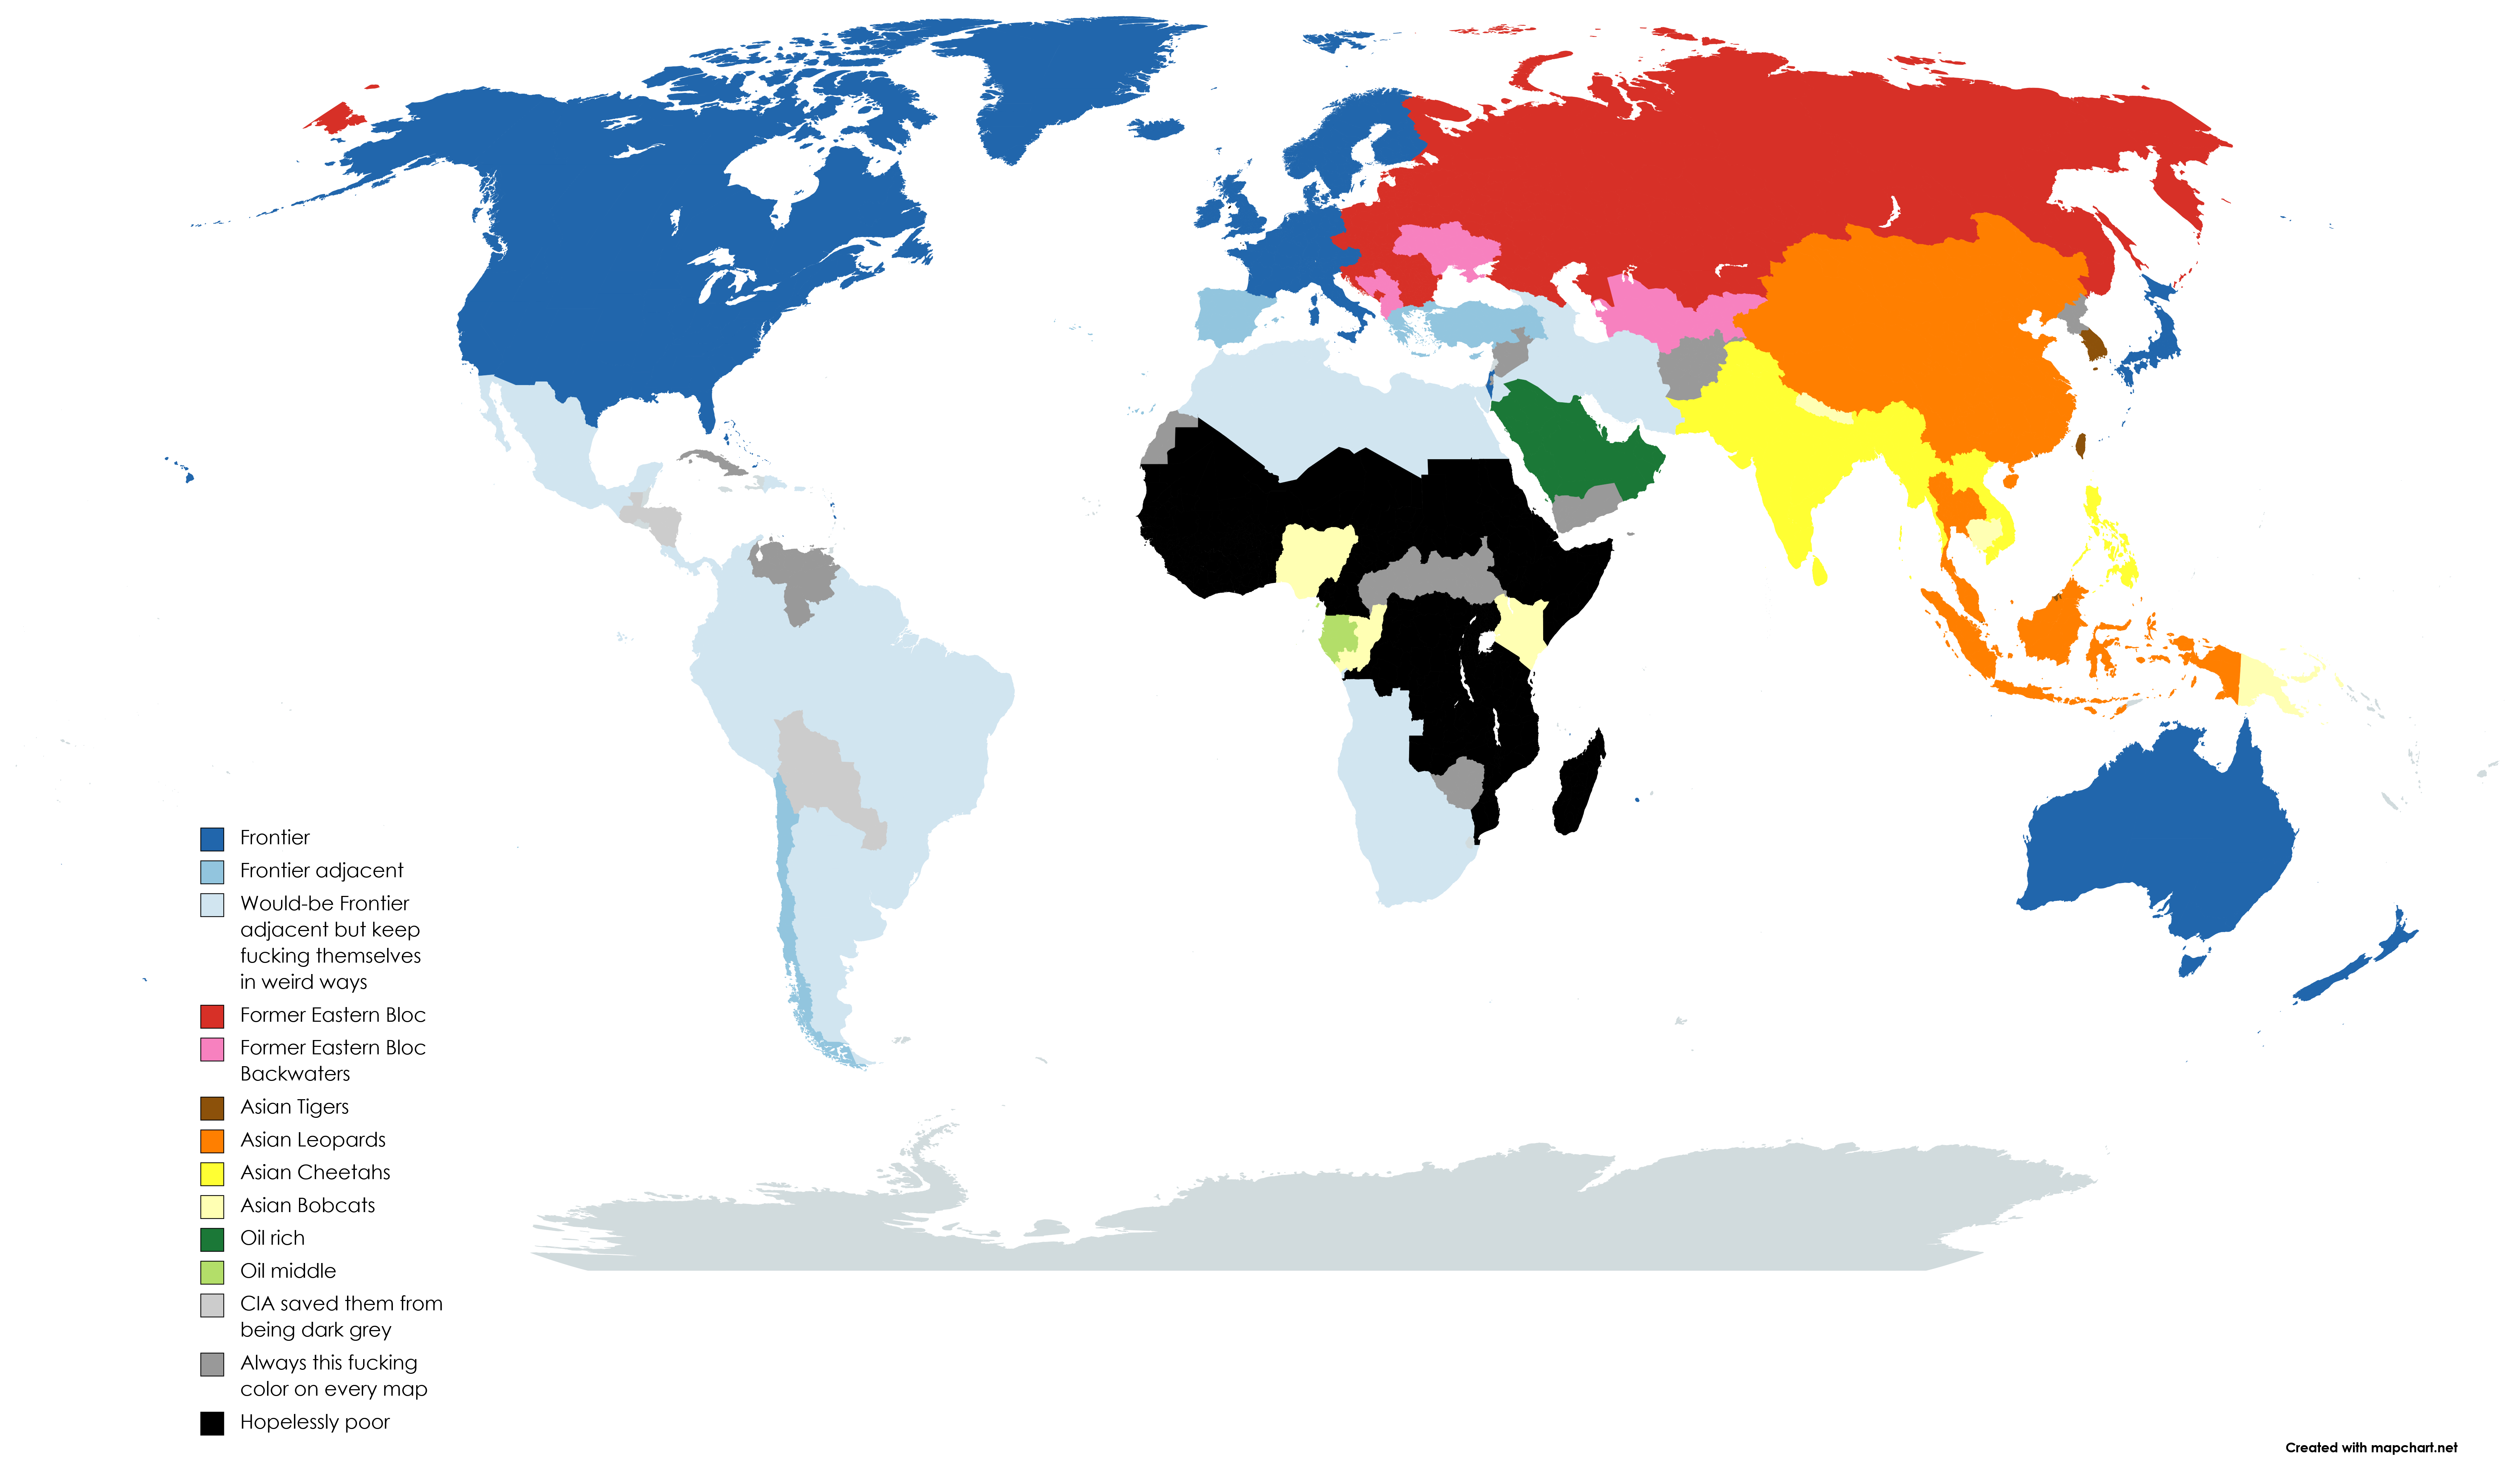 Frontier
Frontier adjacent
Would-be Frontier
adjacent but keep
fucking themselves
in weird ways
Former Eastern Bloc
Former Eastern Bloc
Backwaters
Asian Tigers
Asian Leopards
Asian Cheetahs
Asian Bobcats
Oil rich
Oil middle
CIA saved them from
being dark grey
Always this fucking
color on every map
Hopelessly poor
Created with mapchart.net